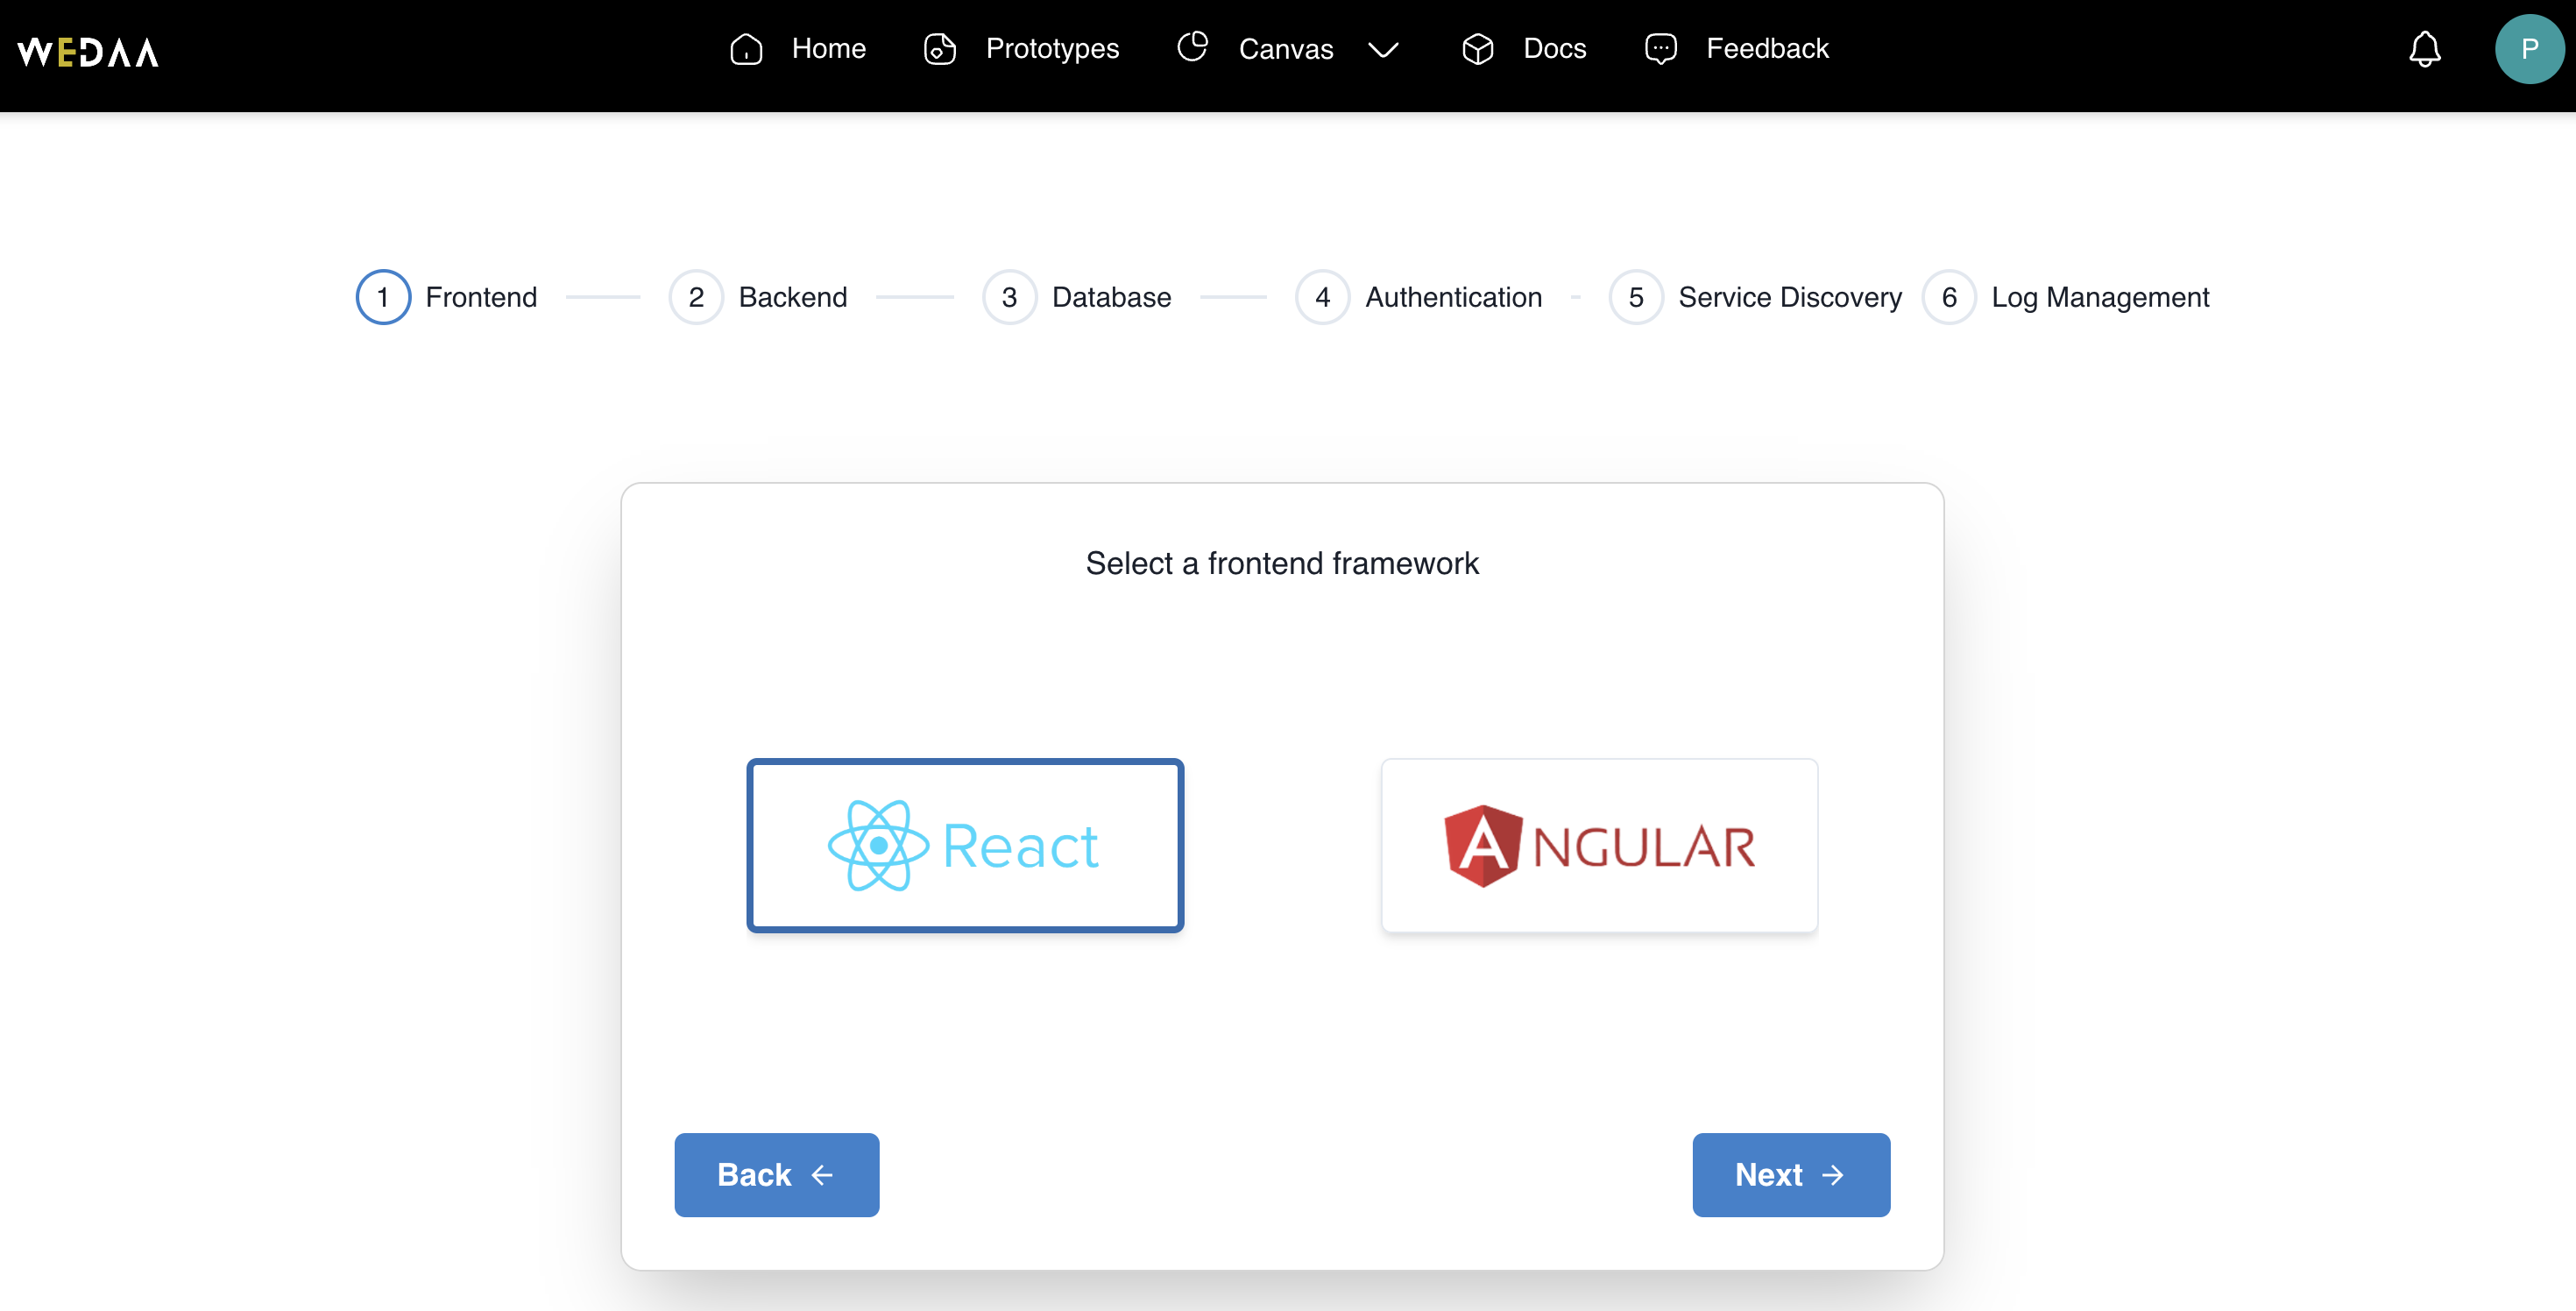 WEDAA Home Prototypes Canvas Docs Feedback P
1 Frontend 2 Backend 3 Database 4 Authentication 5 Service Discovery 6 Log Management
Select a frontend framework
React ANGULAR
Back Next